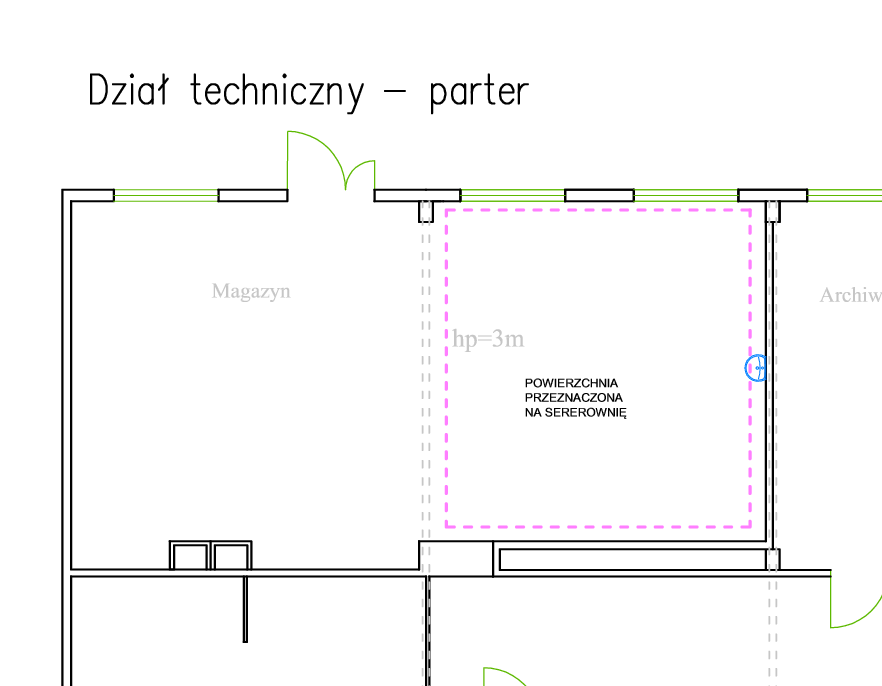 Dział techniczny – parter
Magazyn
Archiw
hp=3m
POWIERZCHNIA
PRZEZNACZONA
NA SEREROWNIĘ